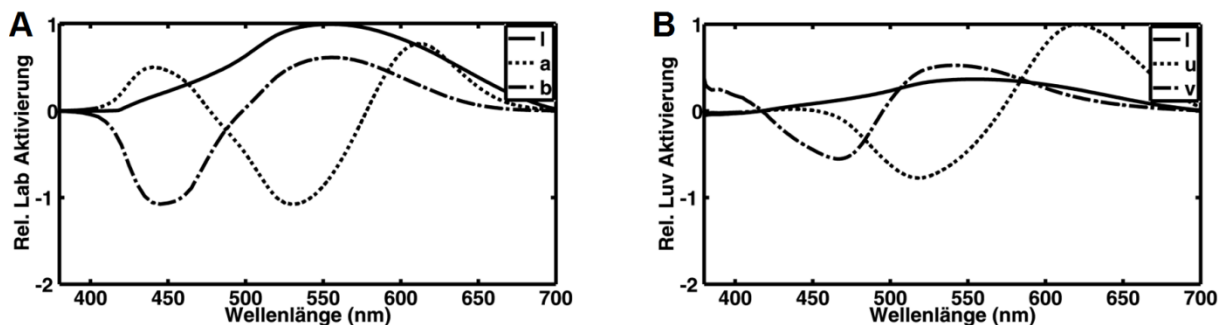 A
Rel. Lab Aktivierung
1
0
-1
-2
l
a
b
400 450 500 550 600 650 700
Wellenlänge (nm)
B
Rel. Luv Aktivierung
1
0
-1
-2
l
u
v
400 450 500 550 600 650 700
Wellenlänge (nm)